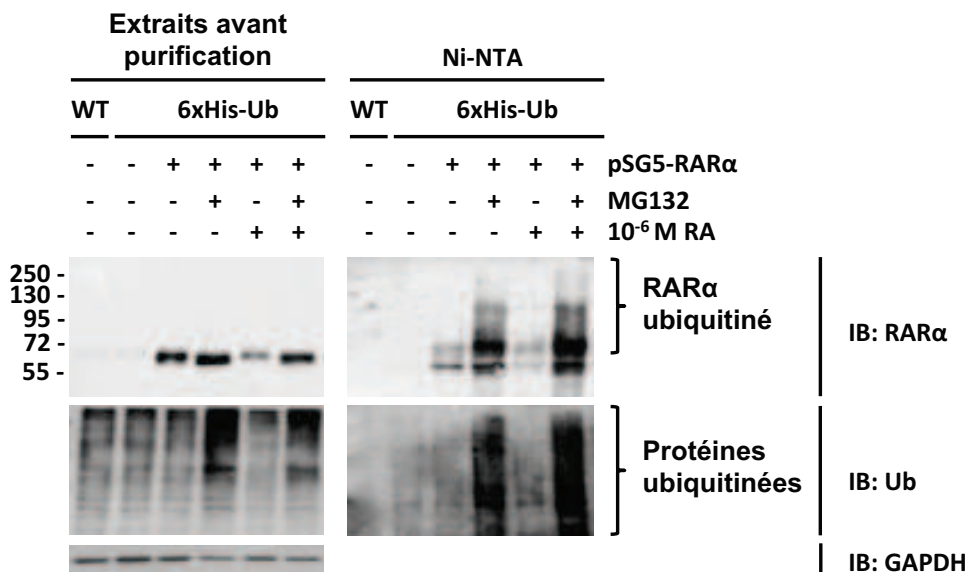 Extraits avant
purification
Ni-NTA
WT 6xHis-Ub WT 6xHis-Ub
- - + + + + - - + + + + pSG5-RARα
- - - + - + - - - + - + MG132
- - - - + + - - - - + + 10⁻⁶ M RA
250 -
130 -
95 -
72 -
55 -
RARα
ubiquitiné
IB: RARα
Protéines
ubiquitinées
IB: Ub
IB: GAPDH